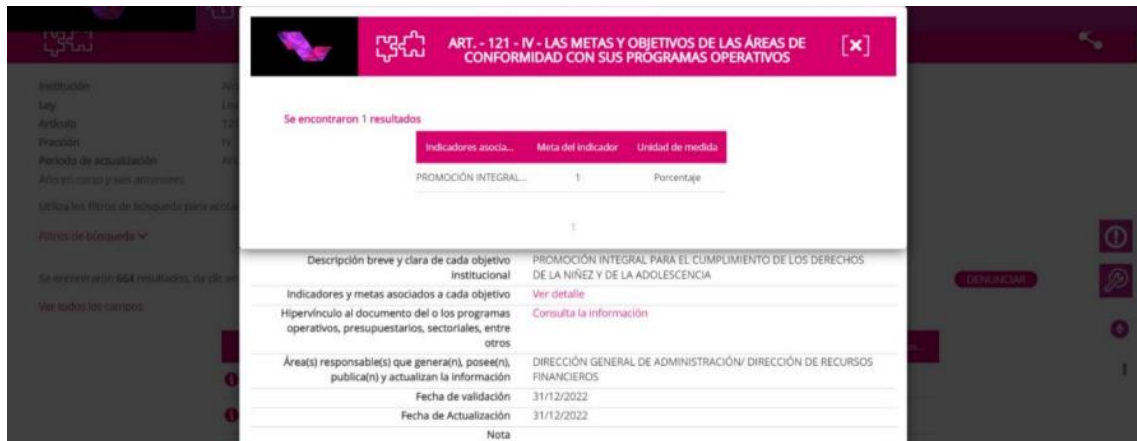 ART. - 121 - IV - LAS METAS Y OBJETIVOS DE LAS ÁREAS DE
CONFORMIDAD CON SUS PROGRAMAS OPERATIVOS
[×]
Institución
Ley
Artículo
Fracción
IV
Periodo de actualización
Año en curso y seis anteriores
Utiliza los filtros de búsqueda para acotar
Filtros de búsqueda
Se encontraron 664 resultados, da clic en
Ver todos los campos
Se encontraron 1 resultados
Indicadores asocia... Meta del indicador Unidad de medida
PROMOCIÓN INTEGRAL... 1 Porcentaje
1
Descripción breve y clara de cada objetivo
institucional
PROMOCIÓN INTEGRAL PARA EL CUMPLIMIENTO DE LOS DERECHOS
DE LA NIÑEZ Y DE LA ADOLESCENCIA
Indicadores y metas asociados a cada objetivo Ver detalle
Hipervínculo al documento del o los programas
operativos, presupuestarios, sectoriales, entre
otros
Consulta la información
Área(s) responsable(s) que genera(n), posee(n),
publica(n) y actualizan la información
DIRECCIÓN GENERAL DE ADMINISTRACIÓN/ DIRECCIÓN DE RECURSOS
FINANCIEROS
Fecha de validación 31/12/2022
Fecha de Actualización 31/12/2022
Nota
DENUNCIAR